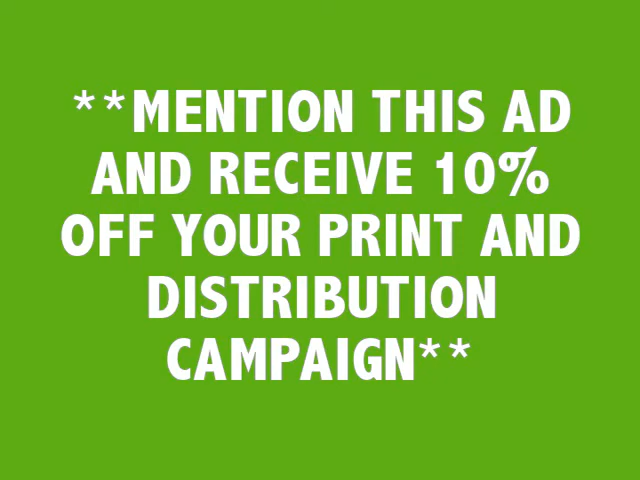 **MENTION THIS AD
AND RECEIVE 10%
OFF YOUR PRINT AND
DISTRIBUTION
CAMPAIGN**